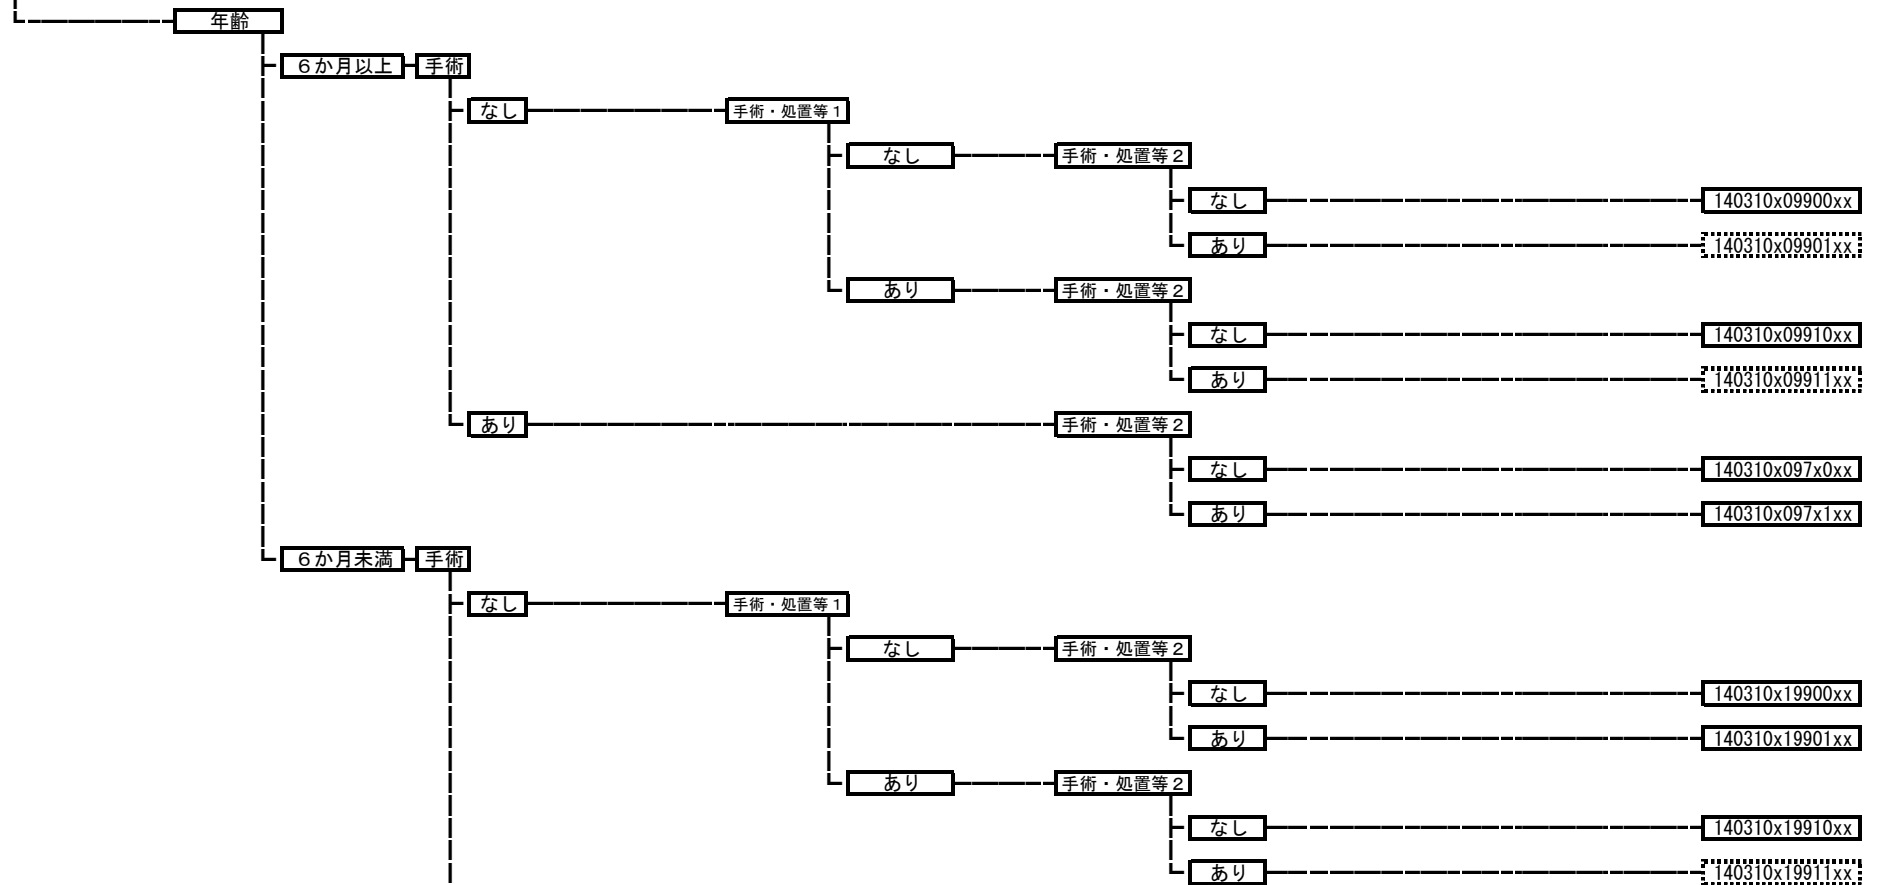 年齢
６か月以上 手術
なし 手術・処置等１
なし 手術・処置等２
なし 140310x09900xx
あり 140310x09901xx
あり 手術・処置等２
なし 140310x09910xx
あり 140310x09911xx
あり 手術・処置等２
なし 140310x097x0xx
あり 140310x097x1xx
６か月未満 手術
なし 手術・処置等１
なし 手術・処置等２
なし 140310x19900xx
あり 140310x19901xx
あり 手術・処置等２
なし 140310x19910xx
あり 140310x19911xx